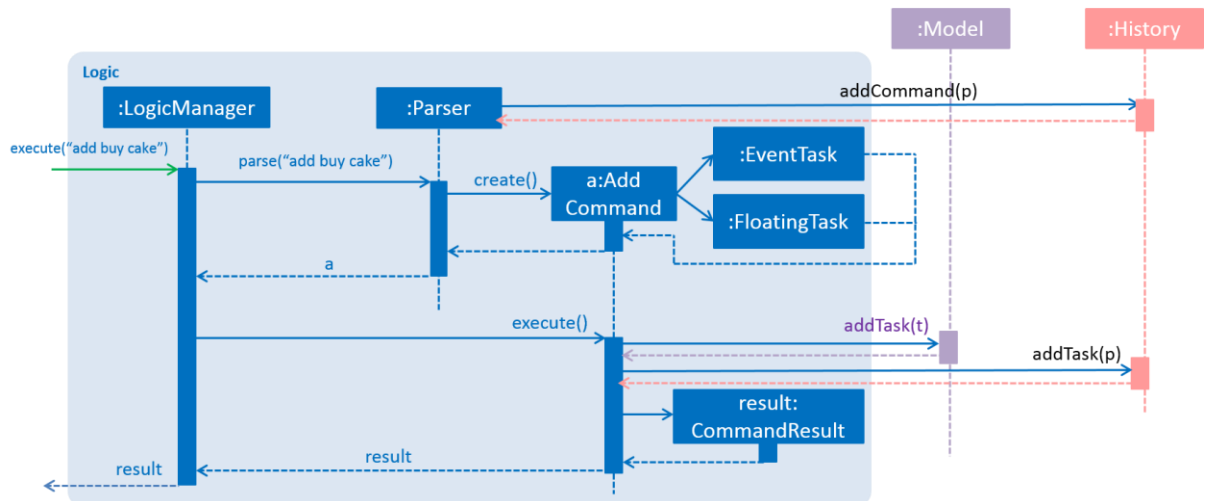 :Model
:History
Logic
:LogicManager
:Parser
addCommand(p)
execute(“add buy cake”)
parse(“add buy cake”)
create()
a:Add
Command
:EventTask
:FloatingTask
a
execute()
addTask(t)
addTask(p)
result:
CommandResult
result
result